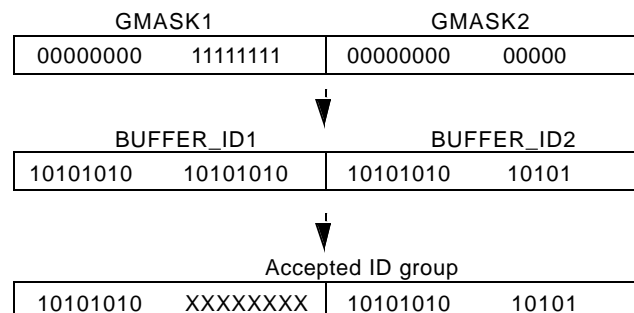 GMASK1 GMASK2
00000000 11111111 00000000 00000
BUFFER_ID1 BUFFER_ID2
10101010 10101010 10101010 10101
Accepted ID group
10101010 XXXXXXXX 10101010 10101